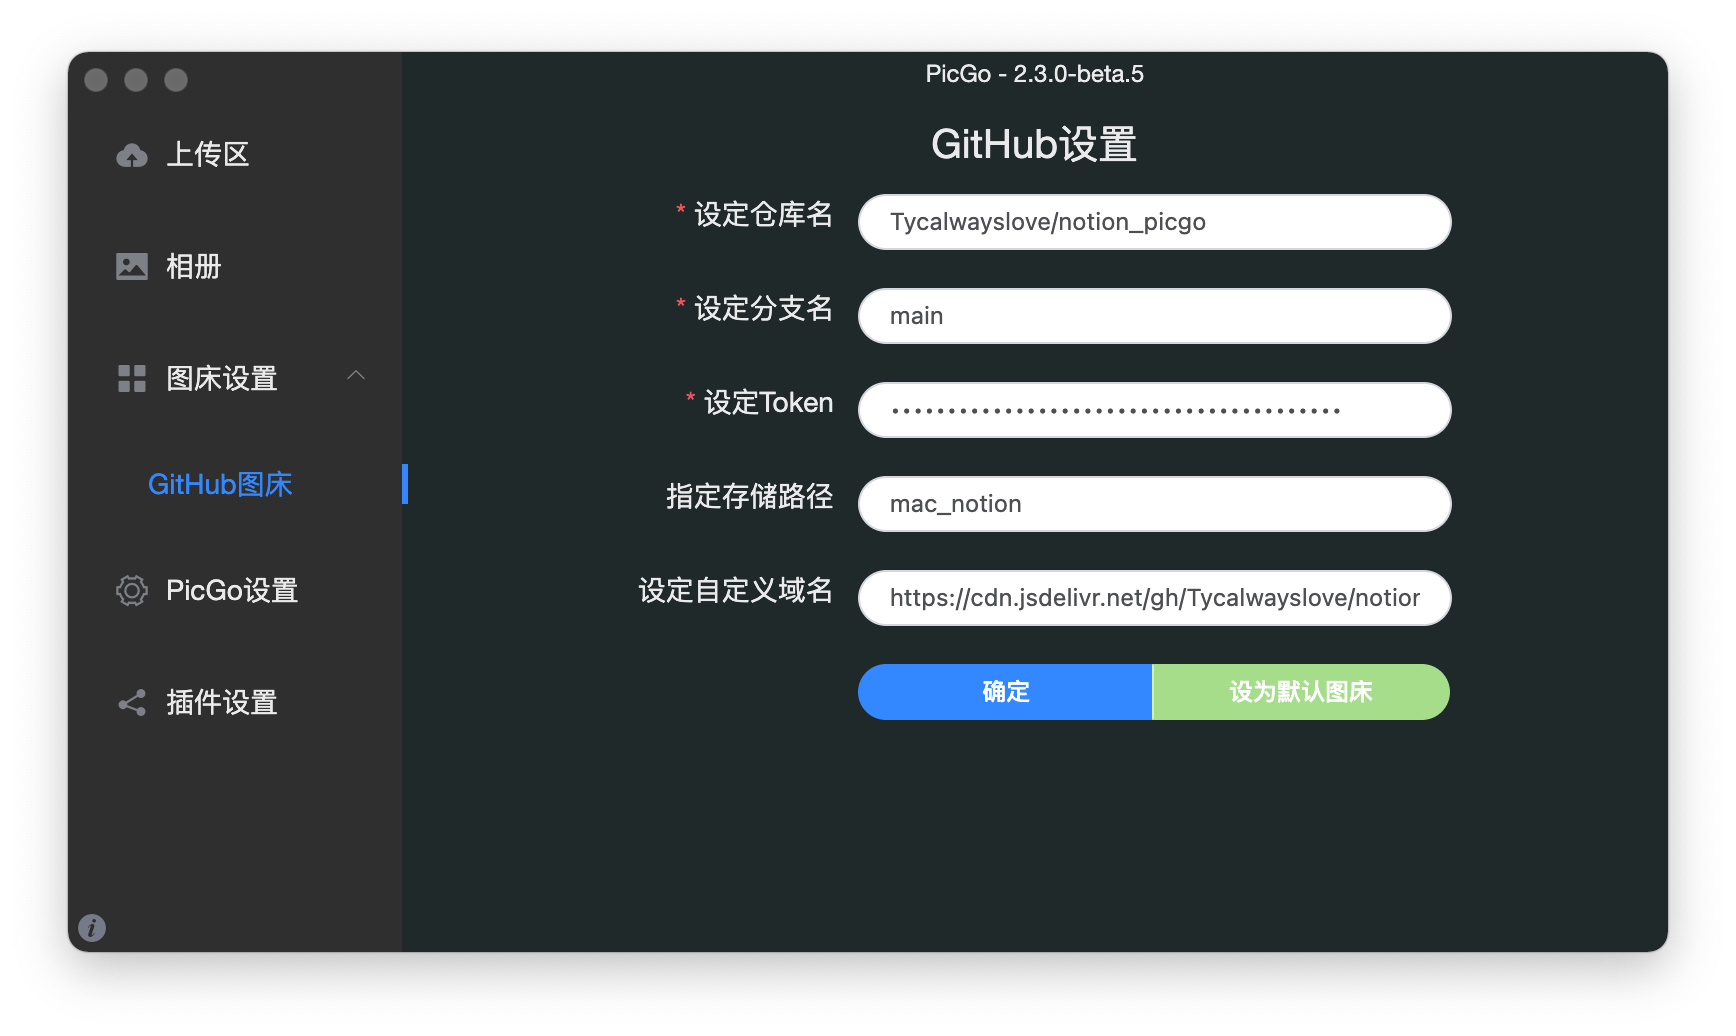 PicGo - 2.3.0-beta.5
上传区
相册
图床设置
GitHub图床
PicGo设置
插件设置
GitHub设置
* 设定仓库名
Tycalwayslove/notion_picgo
* 设定分支名
main
* 设定Token
••••••••••••••••••••••••••••••••••••••••
指定存储路径
mac_notion
设定自定义域名
https://cdn.jsdelivr.net/gh/Tycalwayslove/notion
确定
设为默认图床